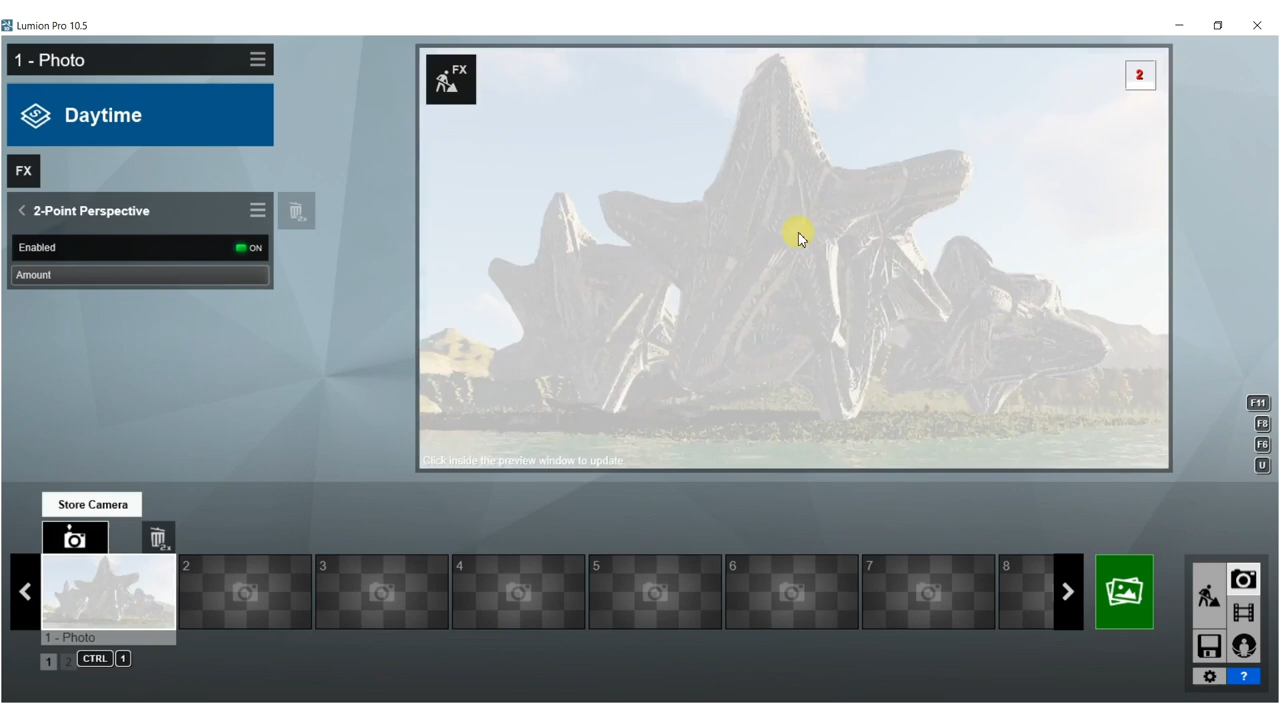 Lumion Pro 10.5
1 - Photo
Daytime
FX
2-Point Perspective
Enabled
ON
Amount
FX
2
Click inside the preview window to update
F11
F8
F6
U
Store Camera
2
3
4
5
6
7
8
1 - Photo
1
2
CTRL
1
?